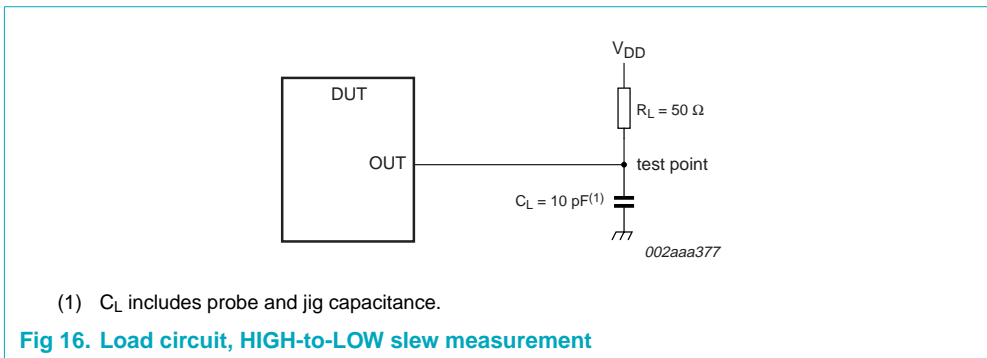 VDD
DUT
RL = 50 Ω
OUT
test point
CL = 10 pF(1)
002aaa377
(1) CL includes probe and jig capacitance.
Fig 16. Load circuit, HIGH-to-LOW slew measurement